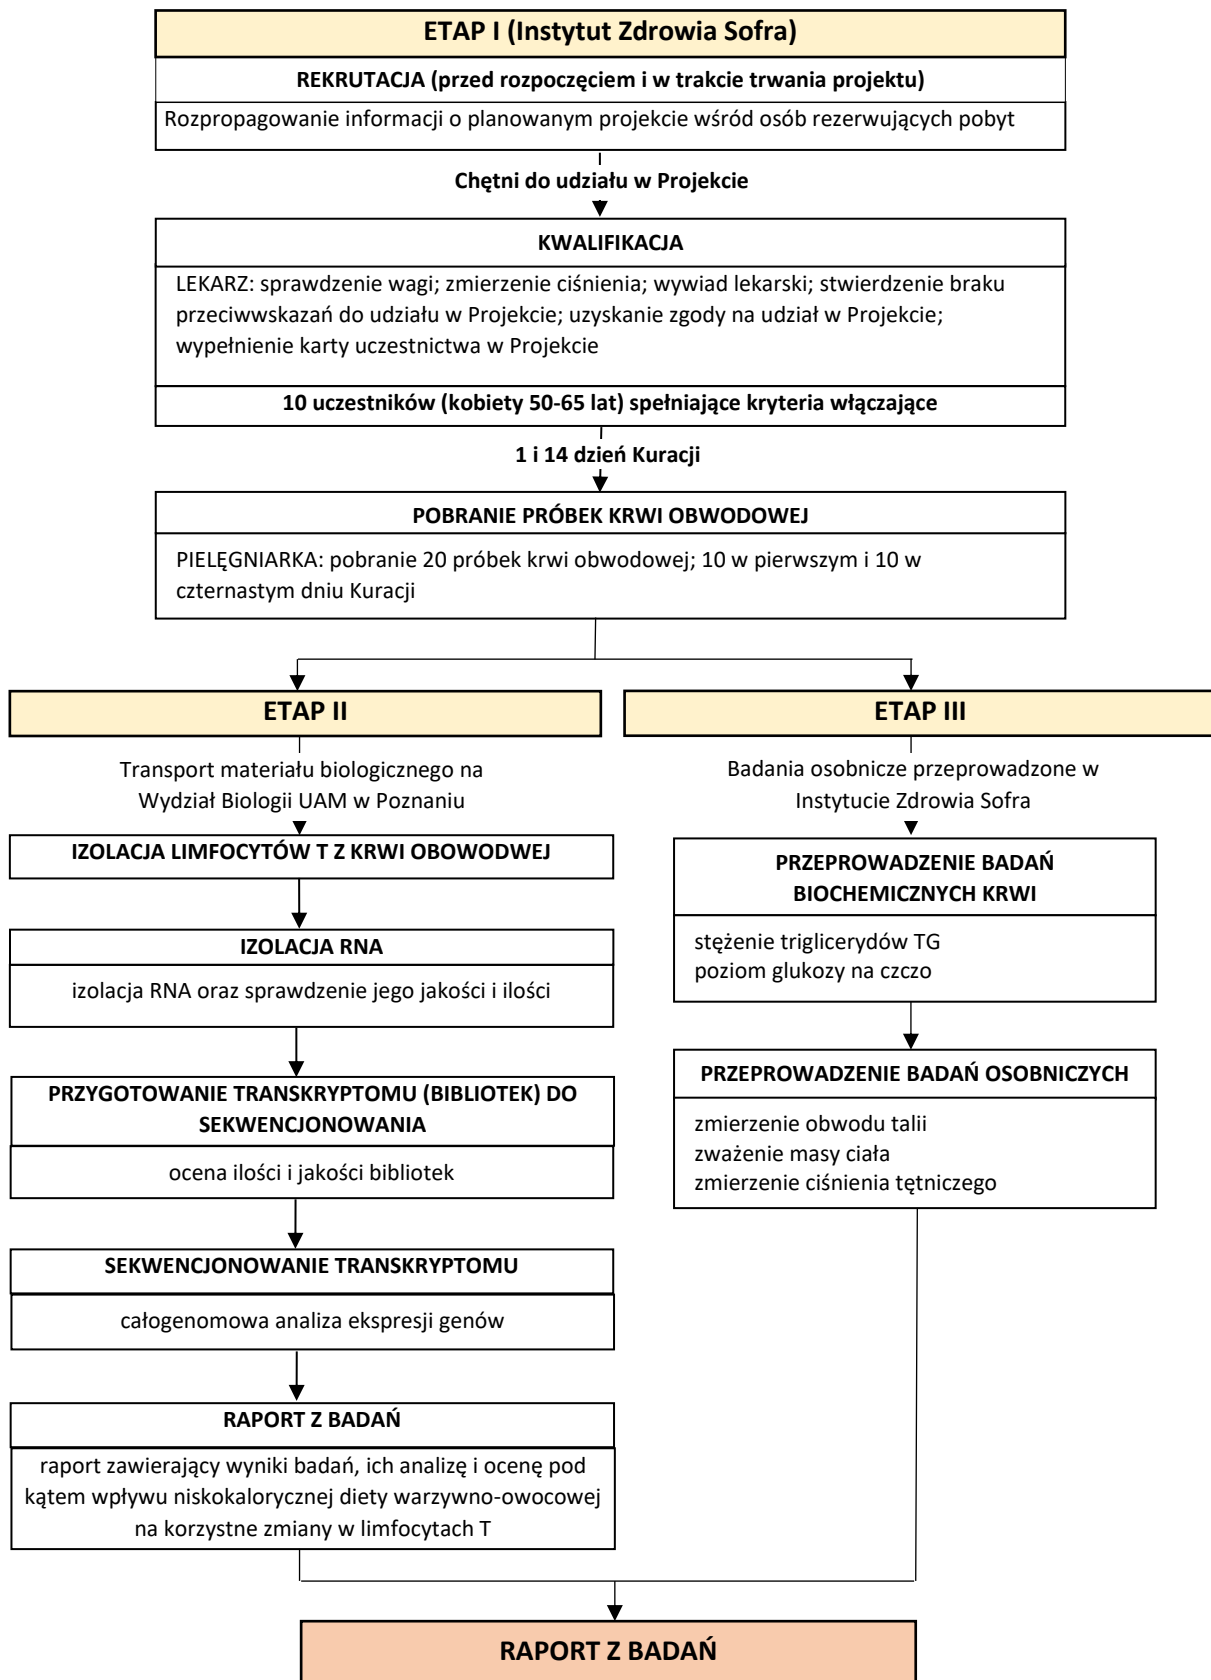 ETAP I (Instytut Zdrowia Sofra)
REKRUTACJA (przed rozpoczęciem i w trakcie trwania projektu)
Rozpropagowanie informacji o planowanym projekcie wśród osób rezerwujących pobyt
Chętni do udziału w Projekcie
KWALIFIKACJA
LEKARZ: sprawdzenie wagi; zmierzenie ciśnienia; wywiad lekarski; stwierdzenie braku
przeciwwskazań do udziału w Projekcie; uzyskanie zgody na udział w Projekcie;
wypełnienie karty uczestnictwa w Projekcie
10 uczestników (kobiety 50-65 lat) spełniające kryteria włączające
1 i 14 dzień Kuracji
POBRANIE PRÓBEK KRWI OBWODOWEJ
PIELĘGNIARKA: pobranie 20 próbek krwi obwodowej; 10 w pierwszym i 10 w
czternastym dniu Kuracji
ETAP II
Transport materiału biologicznego na
Wydział Biologii UAM w Poznaniu
IZOLACJA LIMFOCYTÓW T Z KRWI OBOWODWEJ
IZOLACJA RNA
izolacja RNA oraz sprawdzenie jego jakości i ilości
PRZYGOTOWANIE TRANSKRYPTOMU (BIBLIOTEK) DO
SEKWENCJONOWANIA
ocena ilości i jakości bibliotek
SEKWENCJONOWANIE TRANSKRYPTOMU
całogenomowa analiza ekspresji genów
RAPORT Z BADAŃ
raport zawierający wyniki badań, ich analizę i ocenę pod
kątem wpływu niskokalorycznej diety warzywno-owocowej
na korzystne zmiany w limfocytach T
ETAP III
Badania osobnicze przeprowadzone w
Instytucie Zdrowia Sofra
PRZEPROWADZENIE BADAŃ
BIOCHEMICZNYCH KRWI
stężenie triglicerydów TG
poziom glukozy na czczo
PRZEPROWADZENIE BADAŃ OSOBNICZYCH
zmierzenie obwodu talii
zważenie masy ciała
zmierzenie ciśnienia tętniczego
RAPORT Z BADAŃ